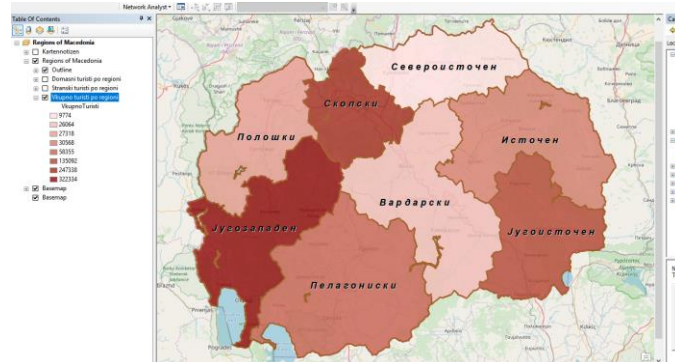 Network Analyst
Table Of Contents
Regions of Macedonia
Kartennotizen
Regions of Macedonia
Outline
Domasni turisti po regioni
Stranski turisti po regioni
Vkupno turisti po regioni
VkupnoTuristi
9774
26064
27318
30568
58355
135092
247338
322334
Basemap
Basemap
Североисточен
Скопски
Полошки
Источен
Вардарски
Југозападен
Југоисточен
Пелагониски